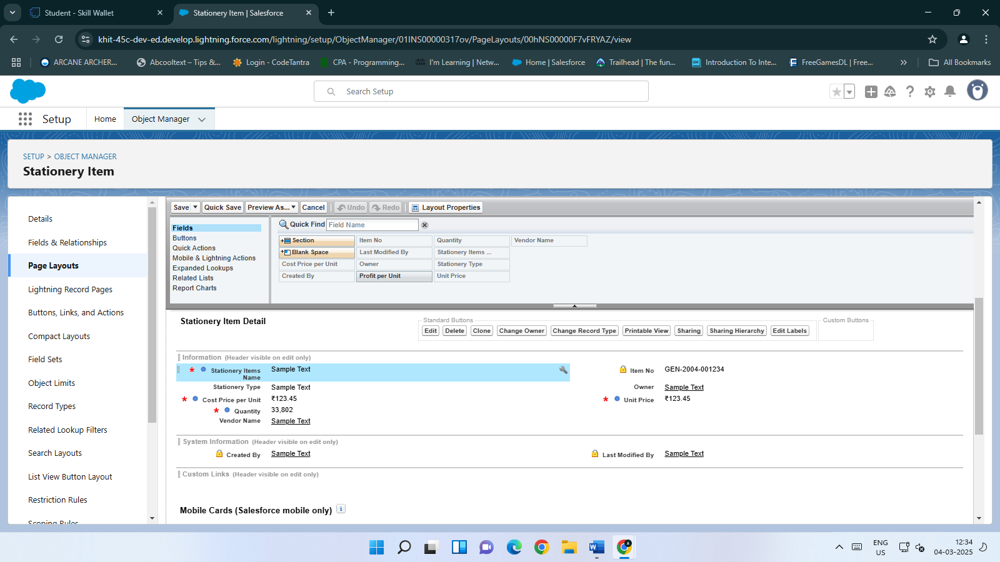 Student - Skill Wallet
Stationery Item | Salesforce
khit-45c-dev-ed.develop.lightning.force.com/lightning/setup/ObjectManager/01INS00000317ov/PageLayouts/00hNS00000F7vFRYAZ/view
ARCANE ARCHER...
Abcooltext – Tips &...
Login - CodeTantra
CPA - Programming...
I'm Learning | Netw...
Home | Salesforce
Trailhead | The fun...
Introduction To Inte...
FreeGamesDL | Free...
All Bookmarks
Search Setup
Setup
Home
Object Manager
SETUP > OBJECT MANAGER
Stationery Item
Details
Fields & Relationships
Page Layouts
Lightning Record Pages
Buttons, Links, and Actions
Compact Layouts
Field Sets
Object Limits
Record Types
Related Lookup Filters
Search Layouts
List View Button Layout
Restriction Rules
Scoping Rules
Save
Quick Save
Preview As...
Cancel
Undo
Redo
Layout Properties
Fields
Buttons
Quick Actions
Mobile & Lightning Actions
Expanded Lookups
Related Lists
Report Charts
Quick Find Field Name
Section Item No Quantity Vendor Name
Blank Space Last Modified By Stationery Items ...
Cost Price per Unit Owner Stationery Type
Created By Profit per Unit Unit Price
Stationery Item Detail
Standard Buttons
Edit Delete Clone Change Owner Change Record Type Printable View Sharing Sharing Hierarchy Edit Labels
Custom Buttons
Information (Header visible on edit only)
* Stationery Items Name Sample Text
Item No GEN-2004-001234
Stationery Type Sample Text
Owner Sample Text
* Cost Price per Unit ₹123.45
* Unit Price ₹123.45
* Quantity 33,802
Vendor Name Sample Text
System Information (Header visible on edit only)
Created By Sample Text
Last Modified By Sample Text
Custom Links (Header visible on edit only)
Mobile Cards (Salesforce mobile only) i
ENG
US
12:34
04-03-2025